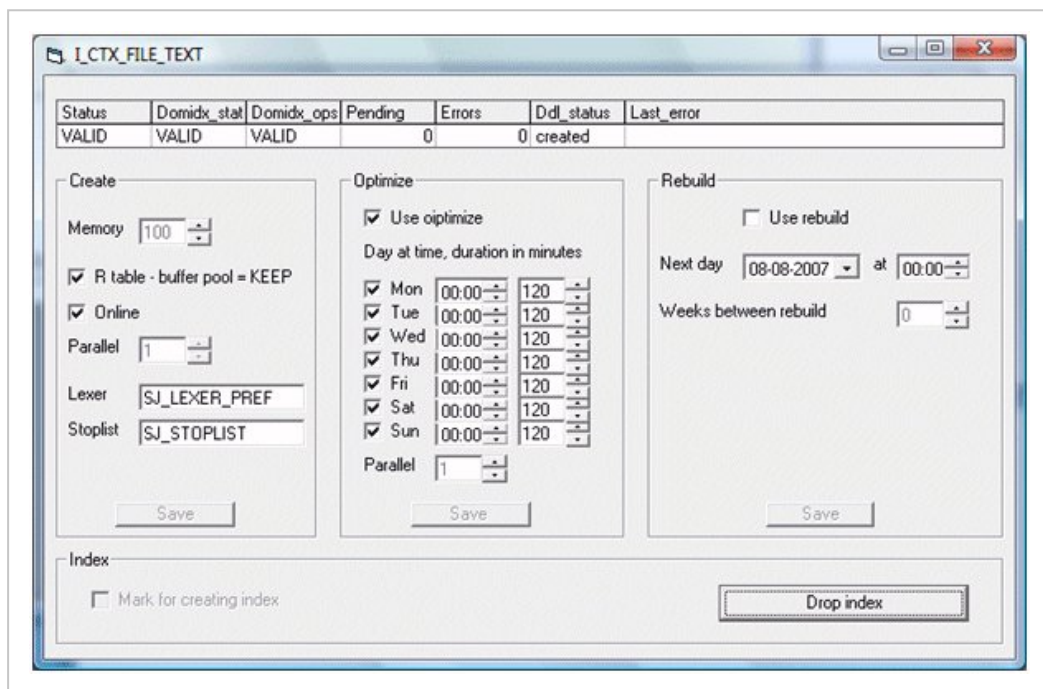 I_CTX_FILE_TEXT
Status Domidx_stat Domidx_ops Pending Errors Ddl_status Last_error
VALID VALID VALID 0 0 created
Create
Memory 100
R table - buffer pool = KEEP
Online
Parallel 1
Lexer SJ_LEXER_PREF
Stoplist SJ_STOPLIST
Save
Optimize
Use oiptimize
Day at time, duration in minutes
Mon 00:00 120
Tue 00:00 120
Wed 00:00 120
Thu 00:00 120
Fri 00:00 120
Sat 00:00 120
Sun 00:00 120
Parallel 1
Save
Rebuild
Use rebuild
Next day 08-08-2007 at 00:00
Weeks between rebuild 0
Save
Index
Mark for creating index
Drop index